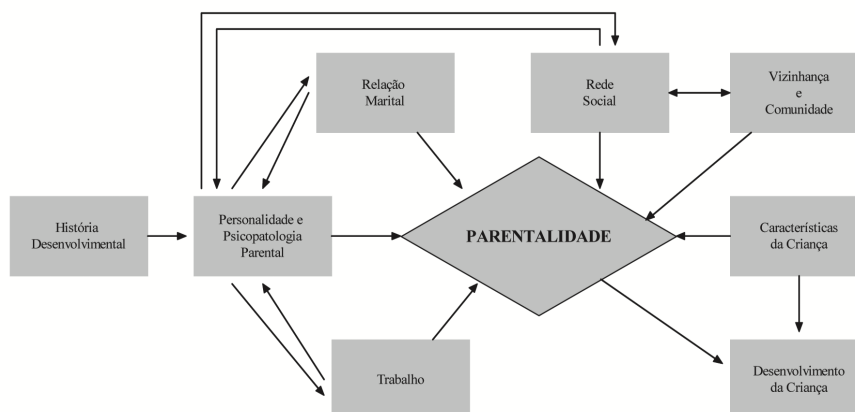 Relação
Marital
Rede
Social
Vizinhança
e
Comunidade
História
Desenvolvimental
Personalidade e
Psicopatologia
Parental
PARENTALIDADE
Características
da Criança
Trabalho
Desenvolvimento
da Criança